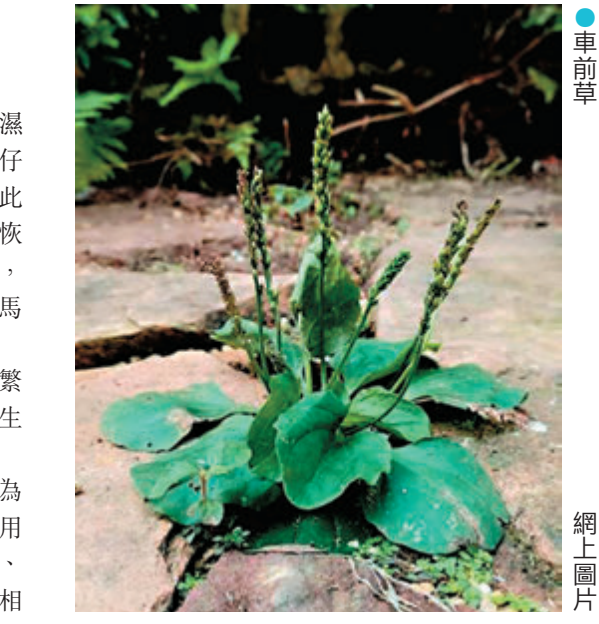 濕
仔
此
恢
，
馬
繁
生
為
用
、
相
●車前草
網上圖片